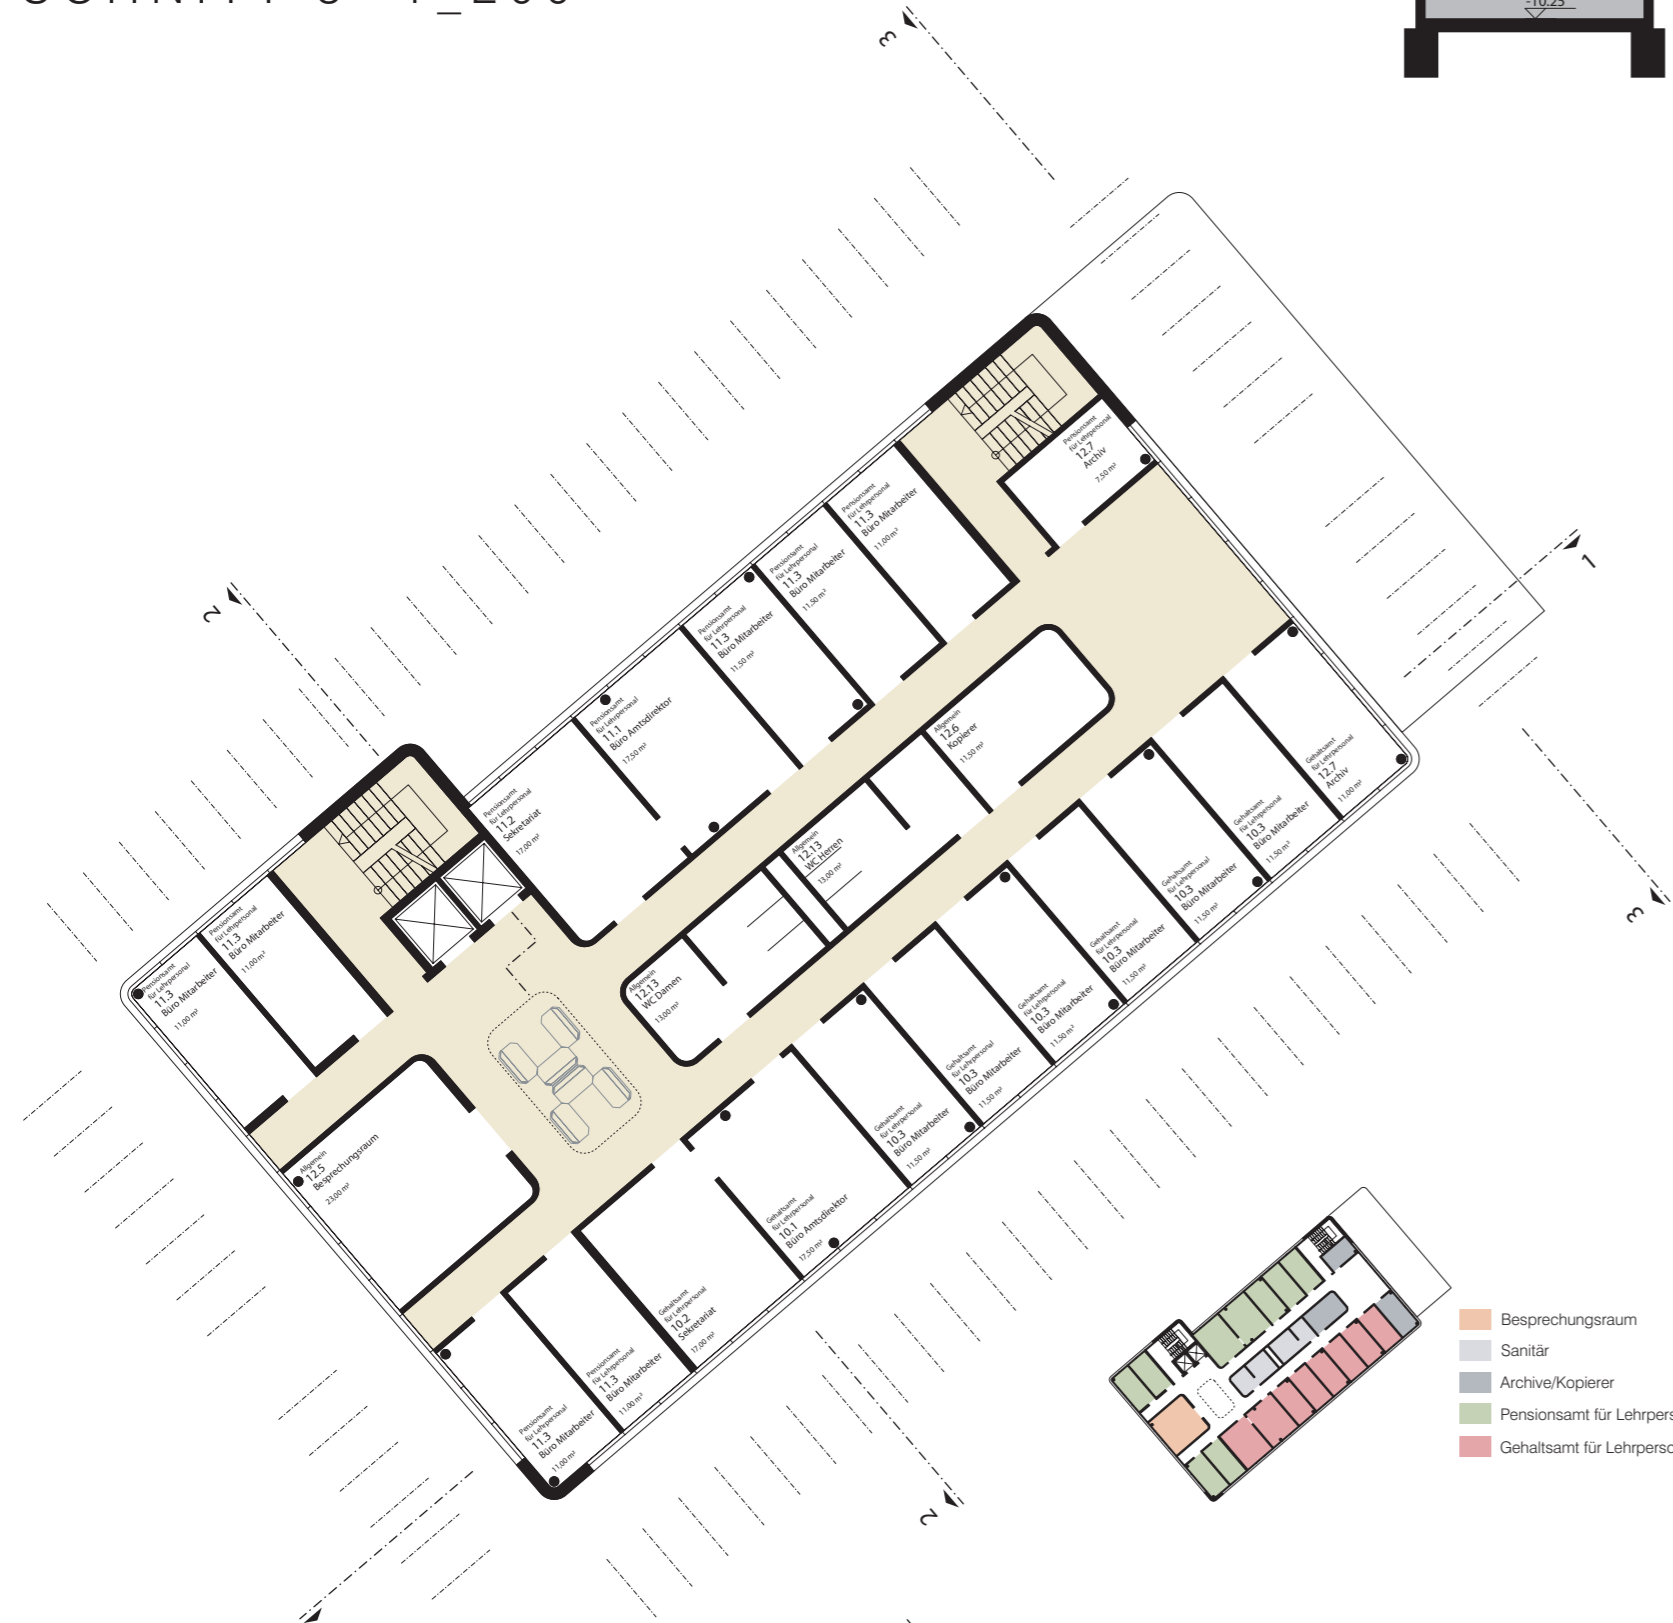 -10.25
3
2
1
3
2
Pensionsamt
für Lehrpersonal
12.7
Archiv
7,50 m²
Pensionsamt
für Lehrpersonal
11.3
Büro Mitarbeiter
11,00 m²
Pensionsamt
für Lehrpersonal
11.3
Büro Mitarbeiter
11,50 m²
Pensionsamt
für Lehrpersonal
11.3
Büro Mitarbeiter
11,50 m²
Pensionsamt
für Lehrpersonal
11.1
Büro Amtsdirektor
17,50 m²
Pensionsamt
für Lehrpersonal
11.2
Sekretariat
17,00 m²
Pensionsamt
für Lehrpersonal
11.3
Büro Mitarbeiter
11,00 m²
Pensionsamt
für Lehrpersonal
11.3
Büro Mitarbeiter
11,00 m²
Allgemein
12.6
Kopierer
11,50 m²
Allgemein
12.13
WC Herren
13,00 m²
Allgemein
12.13
WC Damen
13,00 m²
Allgemein
12.5
Besprechungsraum
23,00 m²
Gehaltsamt
für Lehrpersonal
12.7
Archiv
11,00 m²
Gehaltsamt
für Lehrpersonal
10.3
Büro Mitarbeiter
11,50 m²
Gehaltsamt
für Lehrpersonal
10.3
Büro Mitarbeiter
11,50 m²
Gehaltsamt
für Lehrpersonal
10.3
Büro Mitarbeiter
11,50 m²
Gehaltsamt
für Lehrpersonal
10.3
Büro Mitarbeiter
11,50 m²
Gehaltsamt
für Lehrpersonal
10.3
Büro Mitarbeiter
11,50 m²
Gehaltsamt
für Lehrpersonal
10.3
Büro Mitarbeiter
11,50 m²
Gehaltsamt
für Lehrpersonal
10.1
Büro Amtsdirektor
17,50 m²
Gehaltsamt
für Lehrpersonal
10.2
Sekretariat
17,00 m²
Pensionsamt
für Lehrpersonal
11.3
Büro Mitarbeiter
11,00 m²
Pensionsamt
für Lehrpersonal
11.3
Büro Mitarbeiter
11,00 m²
Besprechungsraum
Sanitär
Archive/Kopierer
Pensionsamt für Lehrpers
Gehaltsamt für Lehrperso